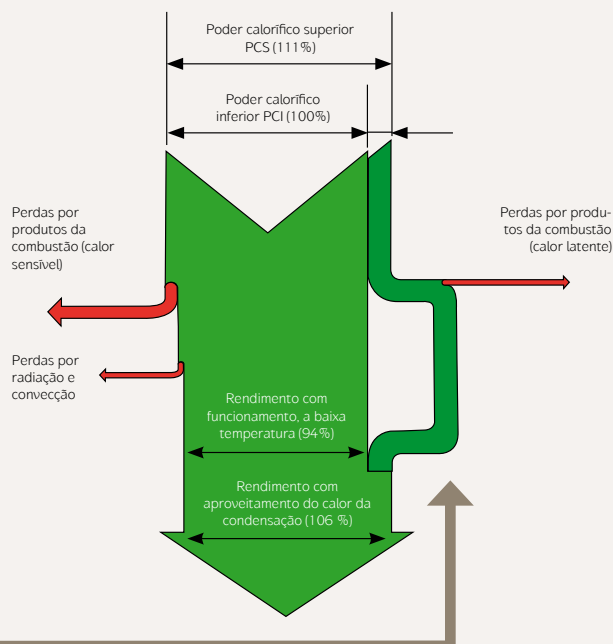 Poder calorífico superior
PCS (111%)
Poder calorífico
inferior PCI (100%)
Perdas por
produtos da
combustão (calor
sensível)
Perdas por produ-
tos da combustão
(calor latente)
Perdas por
radiação e
convecção
Rendimento com
funcionamento, a baixa
temperatura (94%)
Rendimento com
aproveitamento do calor da
condensação (106 %)